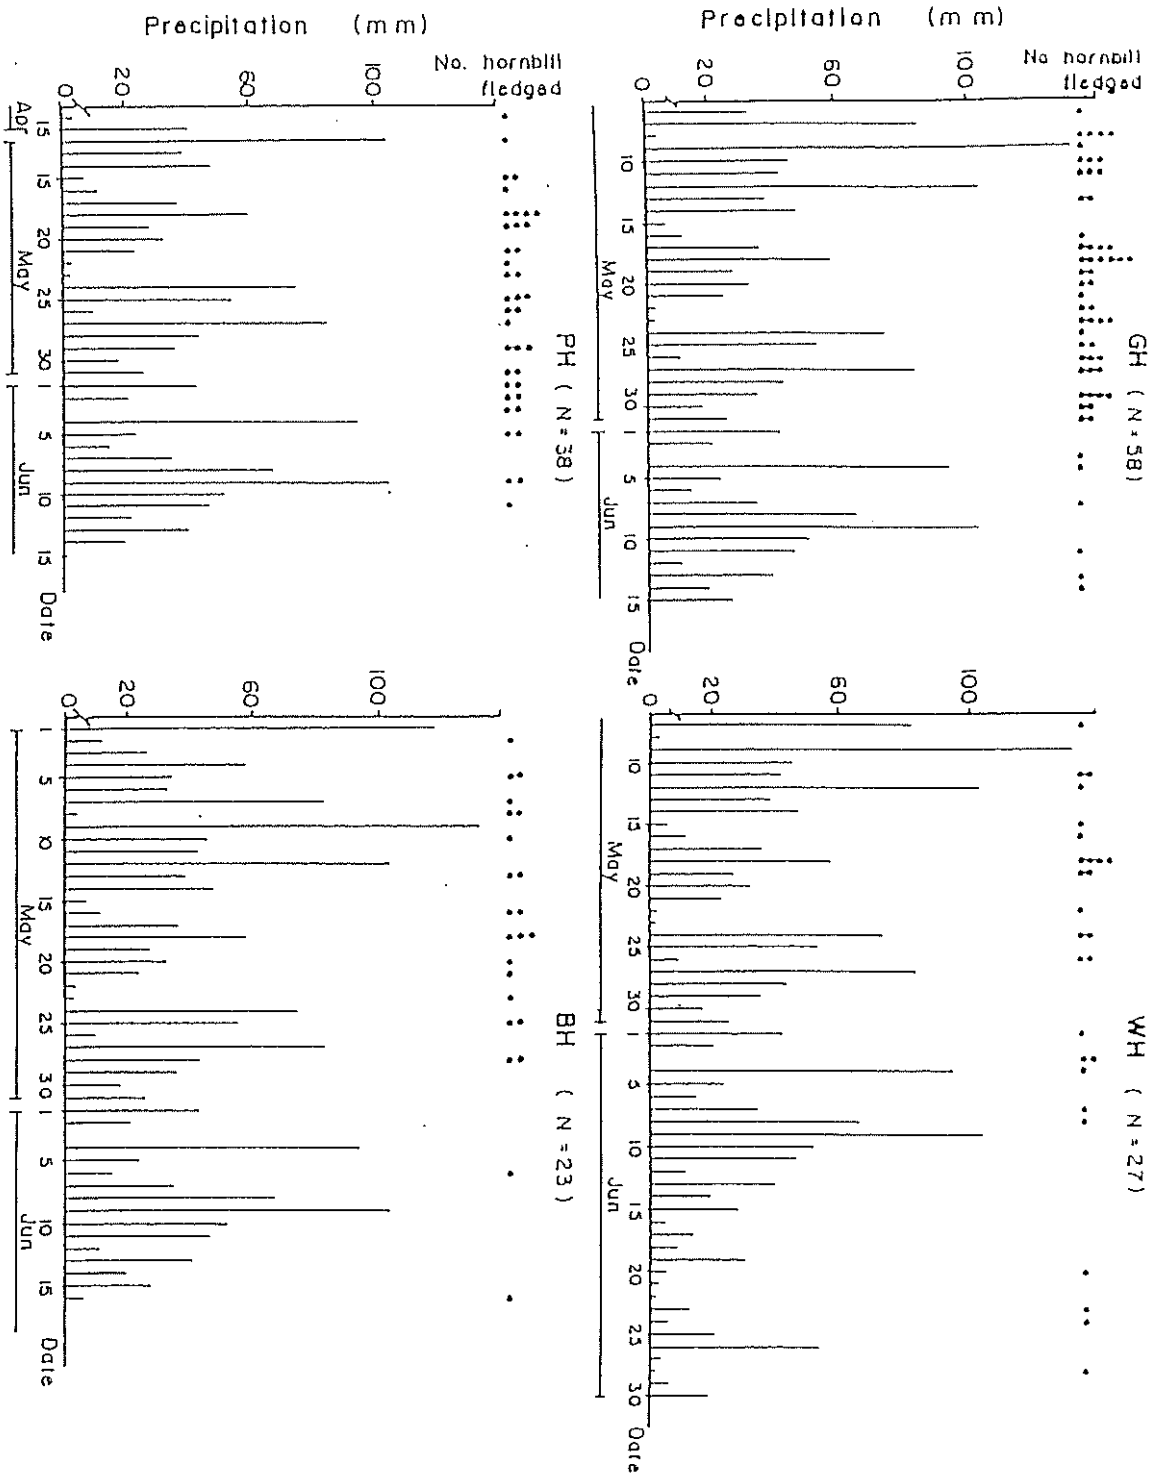 GH (N=58)
No hornbill
fledged
Precipitation (mm)
100
60
20
0
10 15 20 25 30 1 5 10 15 Date
May Jun
WH (N=27)
100
60
20
0
10 15 20 25 30 1 5 10 15 20 25 30 Date
May Jun
PH (N=38)
No. hornbill
fledged
Precipitation (mm)
100
60
20
0
15 15 20 25 30 1 5 10 15 Date
Apr May Jun
BH (N=23)
100
60
20
0
1 5 10 15 20 25 30 1 5 10 15 Date
May Jun